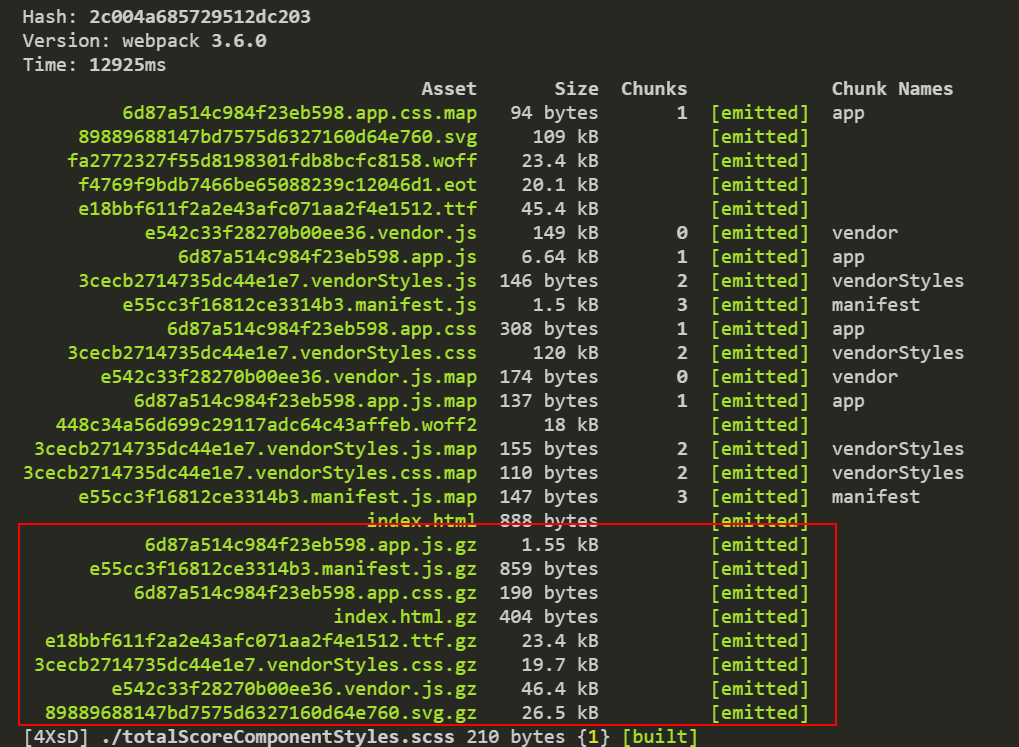 Hash: 2c004a685729512dc203
Version: webpack 3.6.0
Time: 12925ms
Asset Size Chunks Chunk Names
6d87a514c984f23eb598.app.css.map 94 bytes 1 [emitted] app
89889688147bd7575d6327160d64e760.svg 109 kB [emitted]
fa2772327f55d8198301fdb8bcfc8158.woff 23.4 kB [emitted]
f4769f9bdb7466be65088239c12046d1.eot 20.1 kB [emitted]
e18bbf611f2a2e43afc071aa2f4e1512.ttf 45.4 kB [emitted]
e542c33f28270b00ee36.vendor.js 149 kB 0 [emitted] vendor
6d87a514c984f23eb598.app.js 6.64 kB 1 [emitted] app
3cecb2714735dc44e1e7.vendorStyles.js 146 bytes 2 [emitted] vendorStyles
e55cc3f16812ce3314b3.manifest.js 1.5 kB 3 [emitted] manifest
6d87a514c984f23eb598.app.css 308 bytes 1 [emitted] app
3cecb2714735dc44e1e7.vendorStyles.css 120 kB 2 [emitted] vendorStyles
e542c33f28270b00ee36.vendor.js.map 174 bytes 0 [emitted] vendor
6d87a514c984f23eb598.app.js.map 137 bytes 1 [emitted] app
448c34a56d699c29117adc64c43affeb.woff2 18 kB [emitted]
3cecb2714735dc44e1e7.vendorStyles.js.map 155 bytes 2 [emitted] vendorStyles
3cecb2714735dc44e1e7.vendorStyles.css.map 110 bytes 2 [emitted] vendorStyles
e55cc3f16812ce3314b3.manifest.js.map 147 bytes 3 [emitted] manifest
index.html 888 bytes [emitted]
6d87a514c984f23eb598.app.js.gz 1.55 kB [emitted]
e55cc3f16812ce3314b3.manifest.js.gz 859 bytes [emitted]
6d87a514c984f23eb598.app.css.gz 190 bytes [emitted]
index.html.gz 404 bytes [emitted]
e18bbf611f2a2e43afc071aa2f4e1512.ttf.gz 23.4 kB [emitted]
3cecb2714735dc44e1e7.vendorStyles.css.gz 19.7 kB [emitted]
e542c33f28270b00ee36.vendor.js.gz 46.4 kB [emitted]
89889688147bd7575d6327160d64e760.svg.gz 26.5 kB [emitted]
[4XsD] ./totalScoreComponentStyles.scss 210 bytes {1} [built]